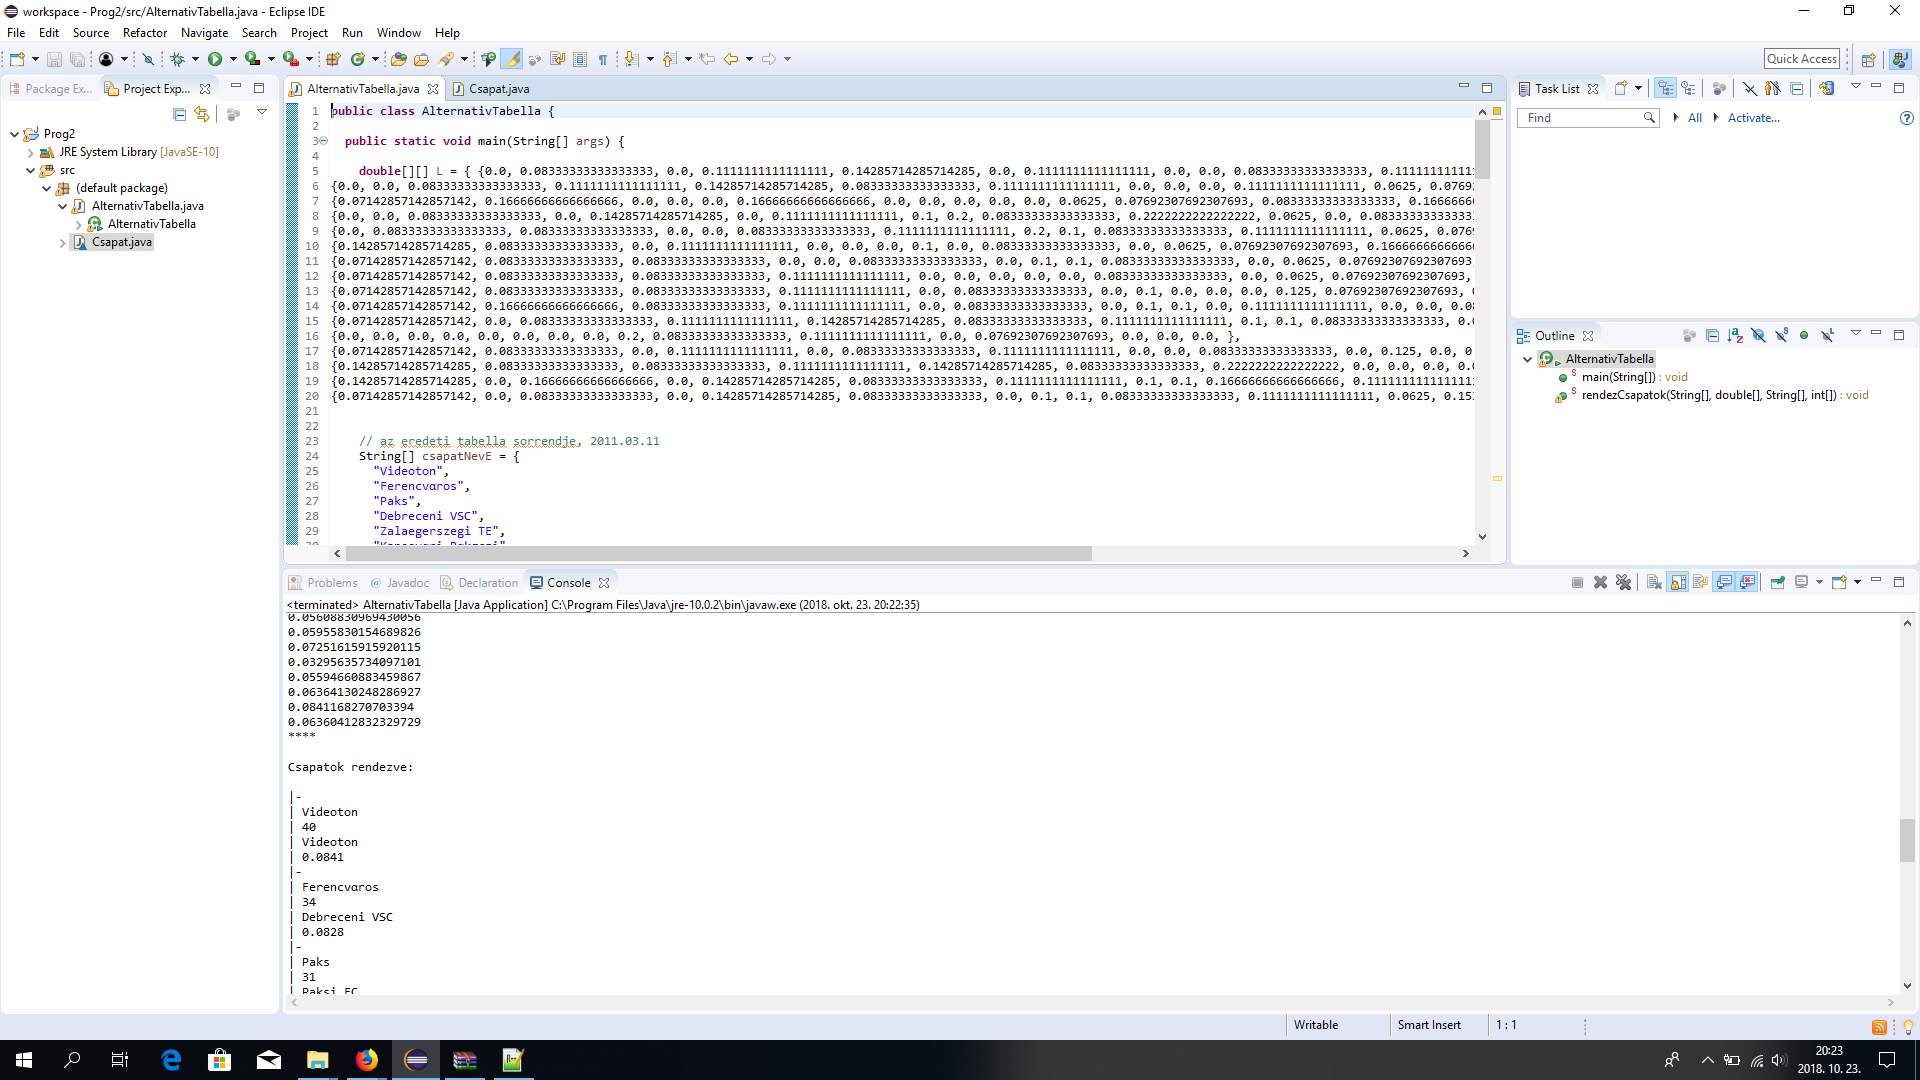 workspace - Prog2/src/AlternativTabella.java - Eclipse IDE
File Edit Source Refactor Navigate Search Project Run Window Help
Quick Access
Package Ex... Project Exp...
Prog2
JRE System Library [JavaSE-10]
src
(default package)
AlternativTabella.java
AlternativTabella
Csapat.java
AlternativTabella.java Csapat.java
1 public class AlternativTabella {
2
3 public static void main(String[] args) {
4
5 double[][] L = { {0.0, 0.08333333333333333, 0.0, 0.1111111111111111, 0.14285714285714285, 0.0, 0.1111111111111111, 0.0, 0.0, 0.08333333333333333, 0.11111111111
6 {0.0, 0.0, 0.08333333333333333, 0.1111111111111111, 0.14285714285714285, 0.08333333333333333, 0.1111111111111111, 0.0, 0.0, 0.0, 0.1111111111111111, 0.0625, 0.0769
7 {0.07142857142857142, 0.16666666666666666, 0.0, 0.0, 0.0, 0.16666666666666666, 0.0, 0.0, 0.0, 0.0, 0.0, 0.0625, 0.07692307692307693, 0.08333333333333333, 0.166666
8 {0.0, 0.0, 0.08333333333333333, 0.0, 0.14285714285714285, 0.0, 0.1111111111111111, 0.1, 0.2, 0.08333333333333333, 0.2222222222222222, 0.0625, 0.0, 0.0833333333333
9 {0.0, 0.08333333333333333, 0.08333333333333333, 0.0, 0.0, 0.08333333333333333, 0.1111111111111111, 0.2, 0.1, 0.08333333333333333, 0.1111111111111111, 0.0625, 0.076
10 {0.14285714285714285, 0.08333333333333333, 0.0, 0.1111111111111111, 0.0, 0.0, 0.0, 0.1, 0.0, 0.08333333333333333, 0.0, 0.0625, 0.07692307692307693, 0.1666666666666
11 {0.07142857142857142, 0.08333333333333333, 0.08333333333333333, 0.0, 0.0, 0.08333333333333333, 0.0, 0.1, 0.1, 0.08333333333333333, 0.0, 0.0625, 0.07692307692307693
12 {0.07142857142857142, 0.08333333333333333, 0.08333333333333333, 0.1111111111111111, 0.0, 0.0, 0.0, 0.0, 0.0, 0.08333333333333333, 0.0, 0.0625, 0.07692307692307693,
13 {0.07142857142857142, 0.08333333333333333, 0.08333333333333333, 0.1111111111111111, 0.0, 0.08333333333333333, 0.0, 0.1, 0.0, 0.0, 0.0, 0.125, 0.07692307692307693,
14 {0.07142857142857142, 0.16666666666666666, 0.08333333333333333, 0.1111111111111111, 0.0, 0.08333333333333333, 0.0, 0.1, 0.1, 0.0, 0.1111111111111111, 0.0, 0.0, 0.0
15 {0.07142857142857142, 0.0, 0.08333333333333333, 0.1111111111111111, 0.14285714285714285, 0.08333333333333333, 0.1111111111111111, 0.1, 0.1, 0.08333333333333333, 0.
16 {0.0, 0.0, 0.0, 0.0, 0.0, 0.0, 0.0, 0.0, 0.2, 0.08333333333333333, 0.1111111111111111, 0.0, 0.07692307692307693, 0.0, 0.0, 0.0, },
17 {0.07142857142857142, 0.08333333333333333, 0.0, 0.1111111111111111, 0.0, 0.08333333333333333, 0.1111111111111111, 0.0, 0.0, 0.08333333333333333, 0.0, 0.125, 0.0, 0
18 {0.14285714285714285, 0.08333333333333333, 0.08333333333333333, 0.1111111111111111, 0.14285714285714285, 0.08333333333333333, 0.2222222222222222, 0.0, 0.0, 0.0, 0.
19 {0.14285714285714285, 0.0, 0.16666666666666666, 0.0, 0.14285714285714285, 0.08333333333333333, 0.1111111111111111, 0.1, 0.1, 0.16666666666666666, 0.11111111111111
20 {0.07142857142857142, 0.0, 0.08333333333333333, 0.0, 0.14285714285714285, 0.08333333333333333, 0.0, 0.1, 0.1, 0.08333333333333333, 0.1111111111111111, 0.0625, 0.15
21
22
23 // az eredeti tabella sorrendje, 2011.03.11
24 String[] csapatNevE = {
25 "Videoton",
26 "Ferencvαros",
27 "Paks",
28 "Debreceni VSC",
29 "Zalaegerszegi TE",
Task List
Find All Activate...
Outline
AlternativTabella
main(String[]) : void
rendezCsapatok(String[], double[], String[], int[]) : void
Problems Javadoc Declaration Console
<terminated> AlternativTabella [Java Application] C:\Program Files\Java\jre-10.0.2\bin\javaw.exe (2018. okt. 23. 20:22:35)
0.05608830969430056
0.05955830154689826
0.07251615915920115
0.03295635734097101
0.05594660883459867
0.06364130248286927
0.0841168270703394
0.06360412832329729
****
Csapatok rendezve:
|-
| Videoton
| 40
| Videoton
| 0.0841
|-
| Ferencvαros
| 34
| Debreceni VSC
| 0.0828
|-
| Paks
| 31
| Paksi FC
Writable Smart Insert 1 : 1
20:23
2018. 10. 23.